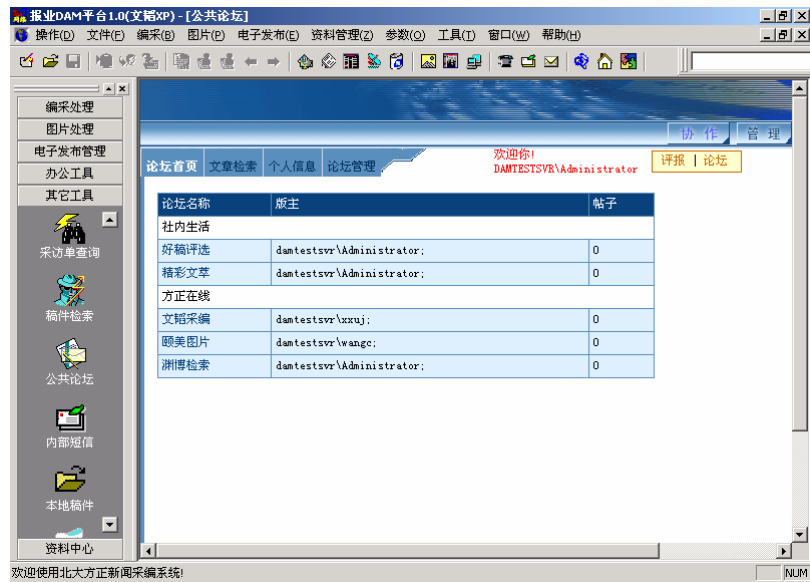 报业DAM平台1.0(文韬XP) - [公共论坛]
操作(D) 文件(F) 编采(B) 图片(P) 电子发布(E) 资料管理(Z) 参数(O) 工具(T) 窗口(W) 帮助(H)
编采处理
图片处理
电子发布管理
办公工具
其它工具
采访单查询
稿件检索
公共论坛
内部短信
本地稿件
资料中心
协 作 管 理
论坛首页 文章检索 个人信息 论坛管理
欢迎你!
DAMTESTSVR\Administrator
评报 | 论坛
论坛名称 版主 帖子
社内生活
好稿评选 damtestsvr\Administrator; 0
精彩文萃 damtestsvr\Administrator; 0
方正在线
文韬采编 damtestsvr\xxuj; 0
颐美图片 damtestsvr\wangc; 0
渊博检索 damtestsvr\Administrator; 0
欢迎使用北大方正新闻采编系统! NUM